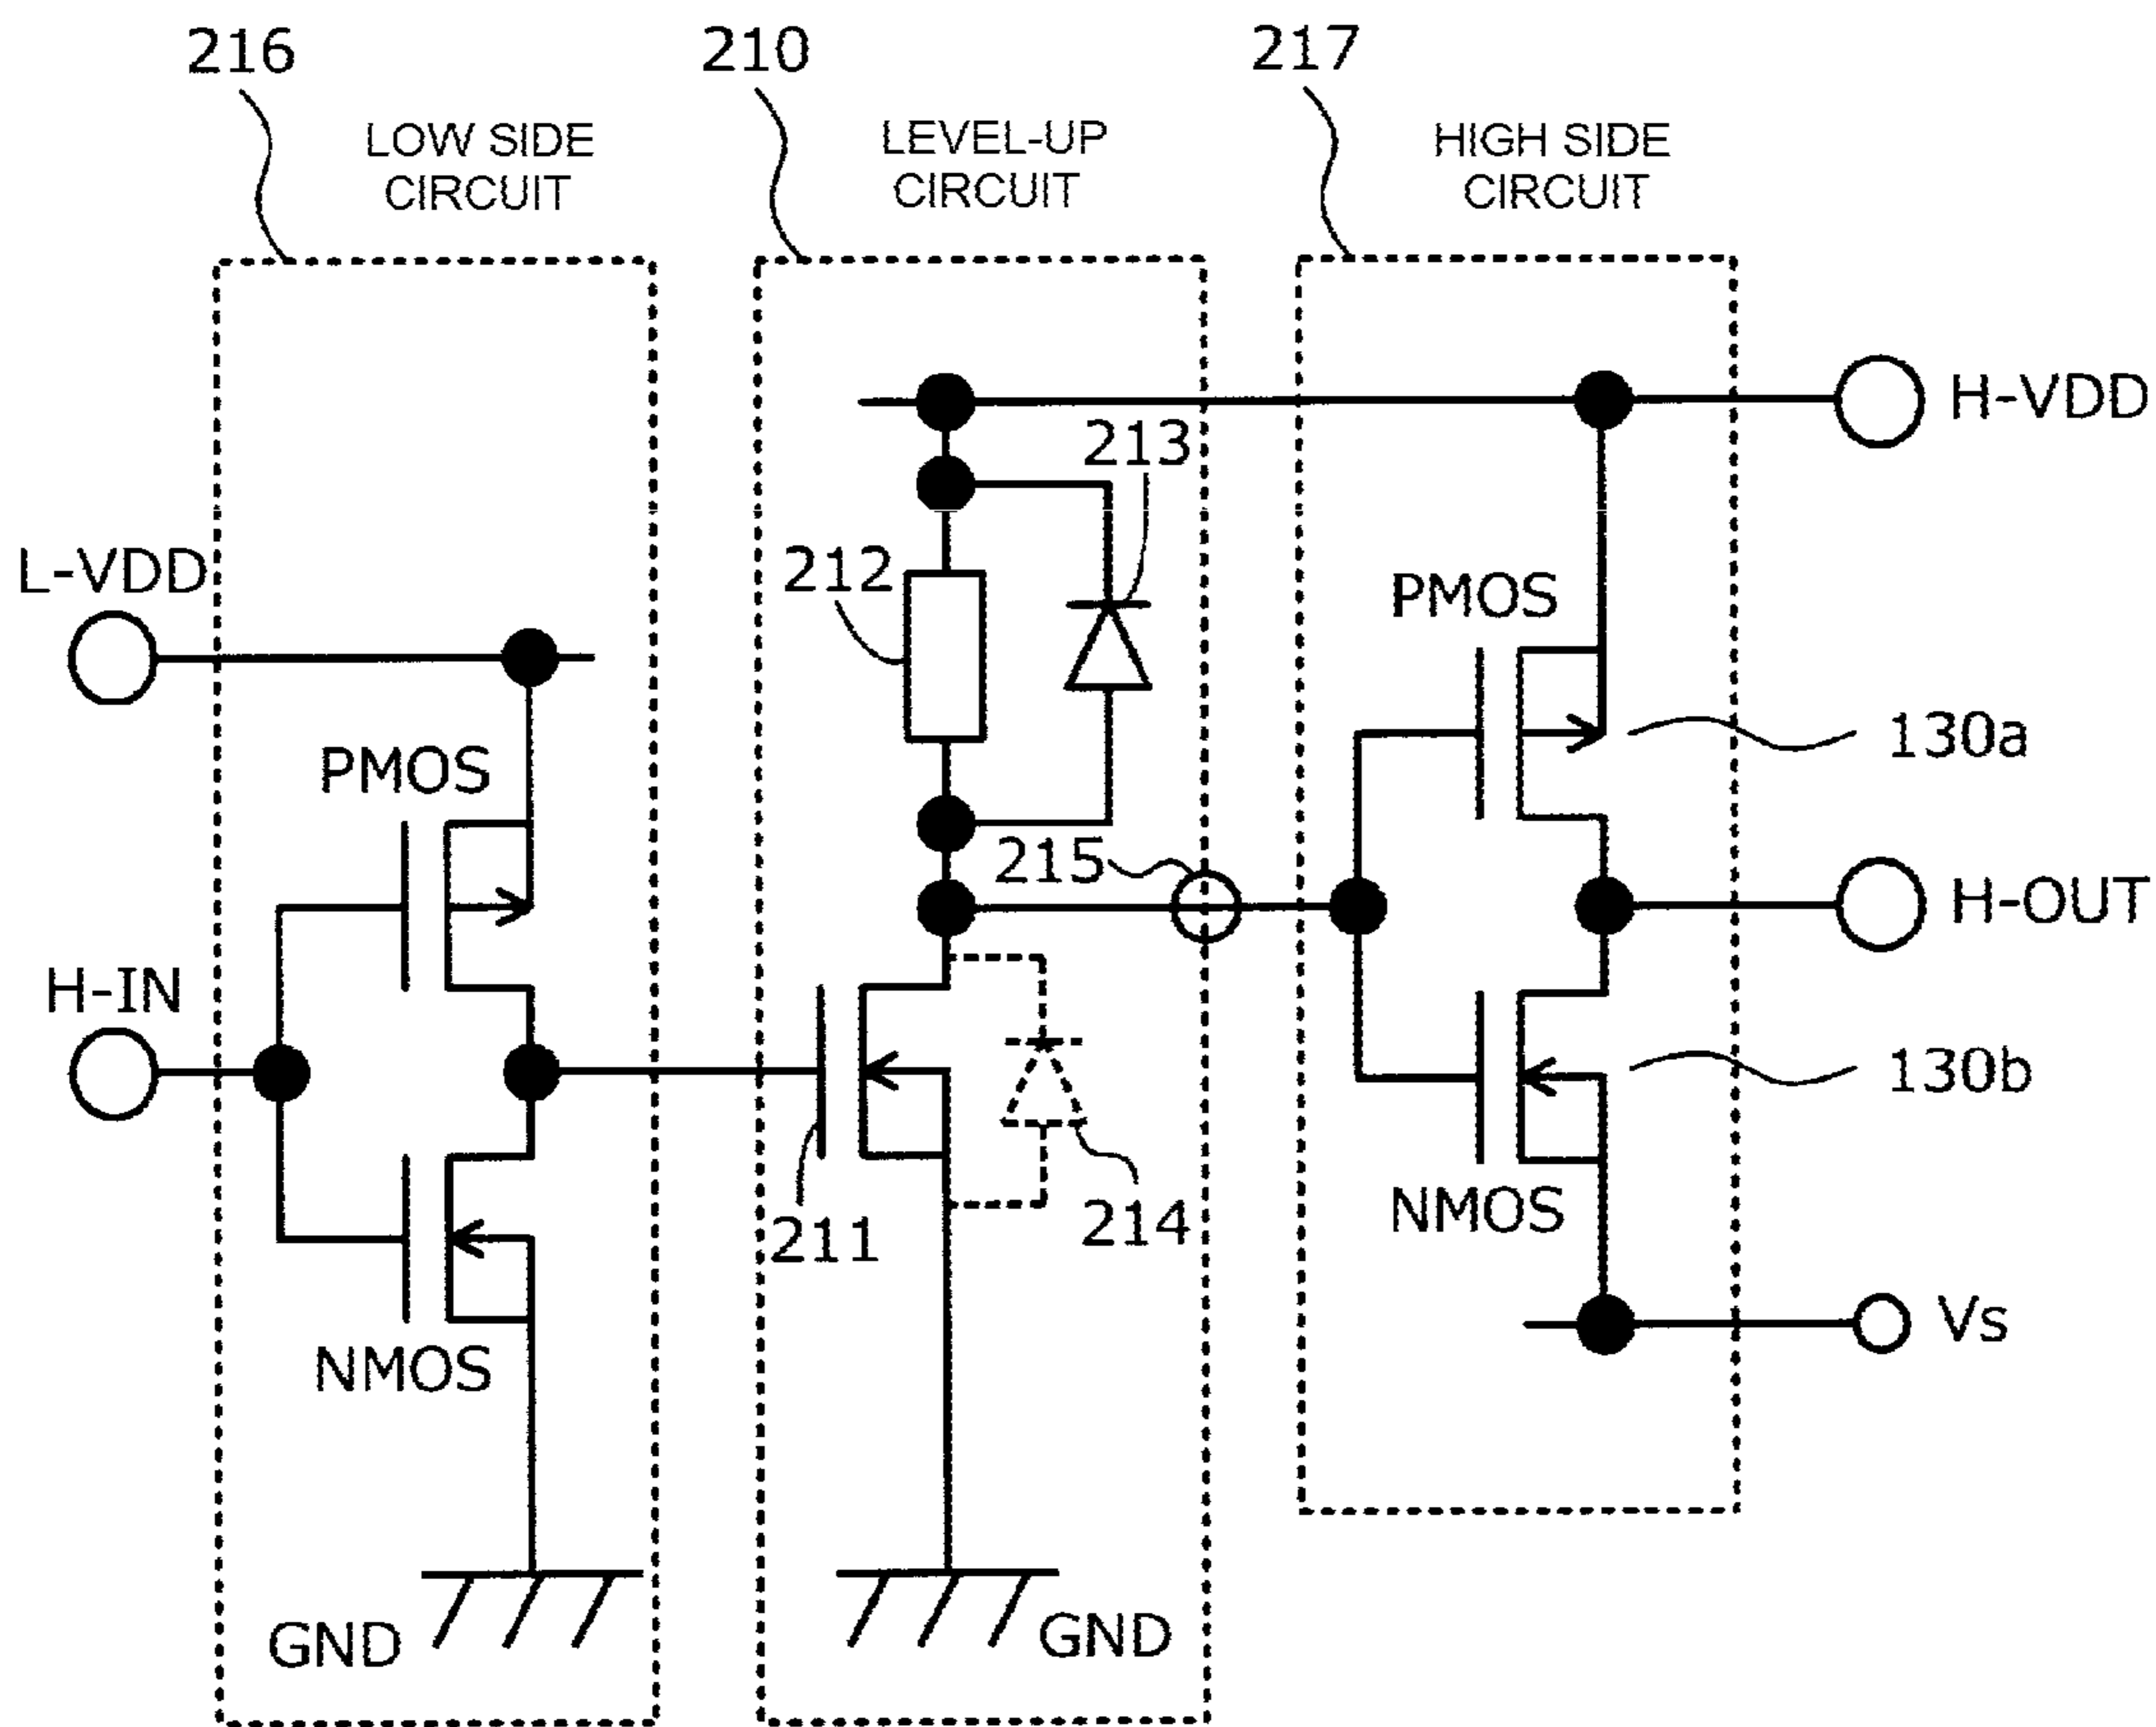 216
210
217
LOW SIDE
CIRCUIT
LEVEL-UP
CIRCUIT
HIGH SIDE
CIRCUIT
H-VDD
213
L-VDD
212
PMOS
130a
PMOS
215
H-OUT
H-IN
130b
211
214
NMOS
Vs
NMOS
GND
GND